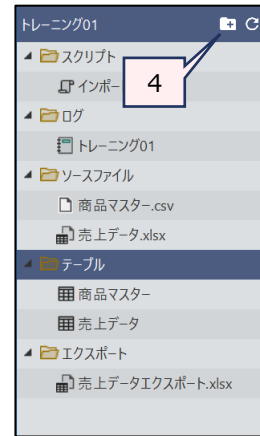 トレーニング01
スクリプト
インポー
4
ログ
トレーニング01
ソースファイル
商品マスター.csv
売上データ.xlsx
テーブル
商品マスター
売上データ
エクスポート
売上データエクスポート.xlsx